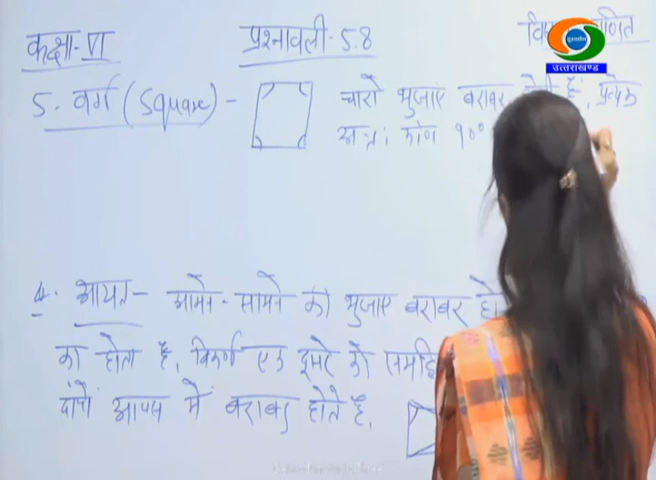 कक्षा-VI प्रश्नावली-5.8
उत्तराखण्ड
5. वर्ग (Square) - चारों भुजाएं बराबर होती हैं, प्रत्येक
अन्तः कोण 90°
4. आयत - आमने-सामने की भुजाएं बराबर
का होता है, विकर्ण एक दूसरे को समद्वि
दोनों आपस में बराबर होते हैं.